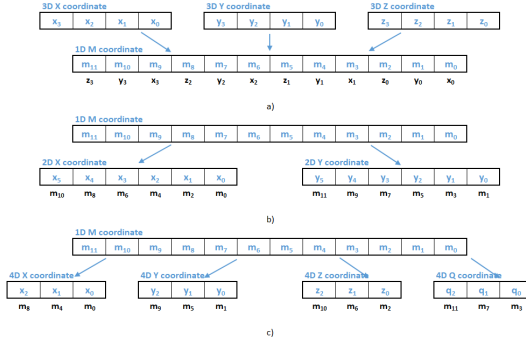 3D X coordinate 3D Y coordinate 3D Z coordinate
x3 x2 x1 x0 y3 y2 y1 y0 z3 z2 z1 z0
1D M coordinate
m11 m10 m9 m8 m7 m6 m5 m4 m3 m2 m1 m0
z3 y3 x3 z2 y2 x2 z1 y1 x1 z0 y0 x0
a)
1D M coordinate
m11 m10 m9 m8 m7 m6 m5 m4 m3 m2 m1 m0
2D X coordinate 2D Y coordinate
x5 x4 x3 x2 x1 x0 y5 y4 y3 y2 y1 y0
m10 m8 m6 m4 m2 m0 m11 m9 m7 m5 m3 m1
b)
1D M coordinate
m11 m10 m9 m8 m7 m6 m5 m4 m3 m2 m1 m0
4D X coordinate 4D Y coordinate 4D Z coordinate 4D Q coordinate
x2 x1 x0 y2 y1 y0 z2 z1 z0 q2 q1 q0
m8 m4 m0 m9 m5 m1 m10 m6 m2 m11 m7 m3
c)